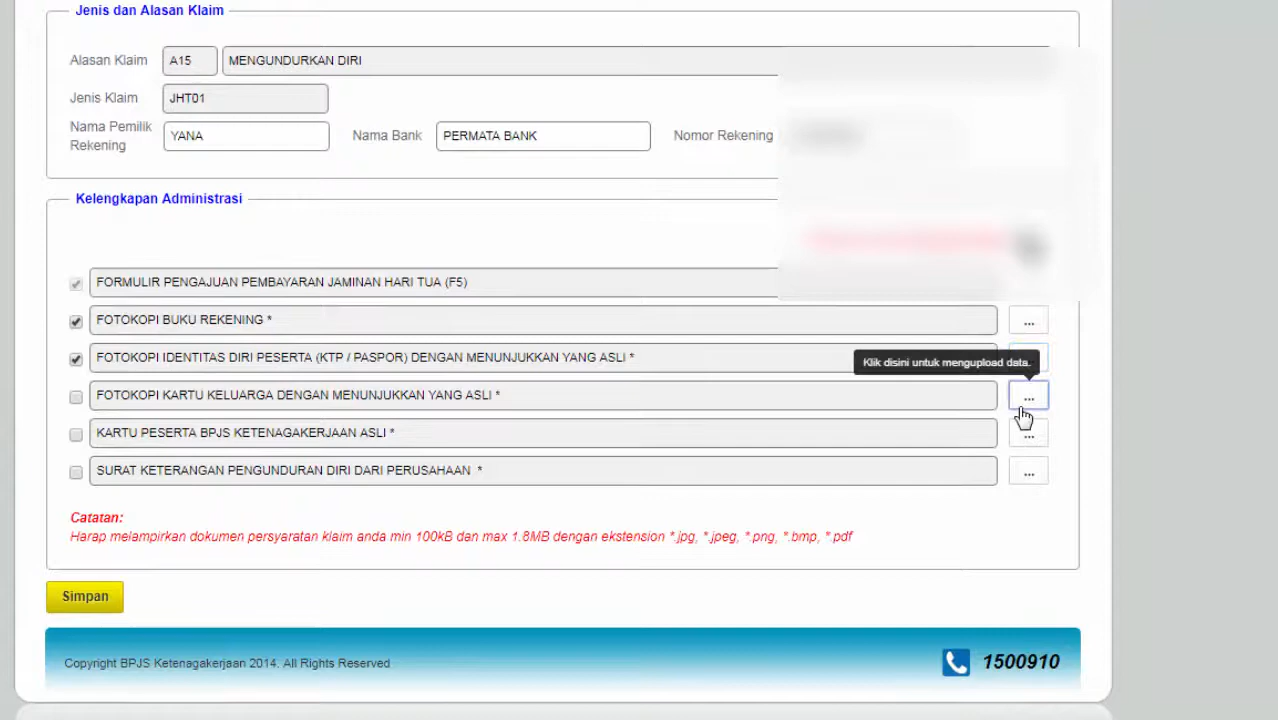 Jenis dan Alasan Klaim
Alasan Klaim A15 MENGUNDURKAN DIRI
Jenis Klaim JHT01
Nama Pemilik Rekening YANA Nama Bank PERMATA BANK Nomor Rekening
Kelengkapan Administrasi
FORMULIR PENGAJUAN PEMBAYARAN JAMINAN HARI TUA (F5)
FOTOKOPI BUKU REKENING * ...
FOTOKOPI IDENTITAS DIRI PESERTA (KTP / PASPOR) DENGAN MENUNJUKKAN YANG ASLI *
Klik disini untuk mengupload data.
FOTOKOPI KARTU KELUARGA DENGAN MENUNJUKKAN YANG ASLI * ...
KARTU PESERTA BPJS KETENAGAKERJAAN ASLI * ...
SURAT KETERANGAN PENGUNDURAN DIRI DARI PERUSAHAAN * ...
Catatan:
Harap melampirkan dokumen persyaratan klaim anda min 100kB dan max 1.8MB dengan ekstension *.jpg, *.jpeg, *.png, *.bmp, *.pdf
Simpan
Copyright BPJS Ketenagakerjaan 2014. All Rights Reserved 1500910